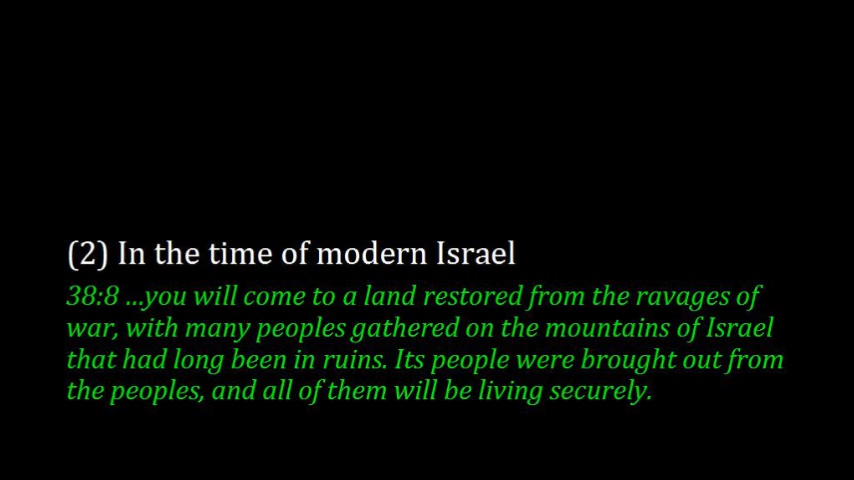 (2) In the time of modern Israel
38:8 …you will come to a land restored from the ravages of
war, with many peoples gathered on the mountains of Israel
that had long been in ruins. Its people were brought out from
the peoples, and all of them will be living securely.